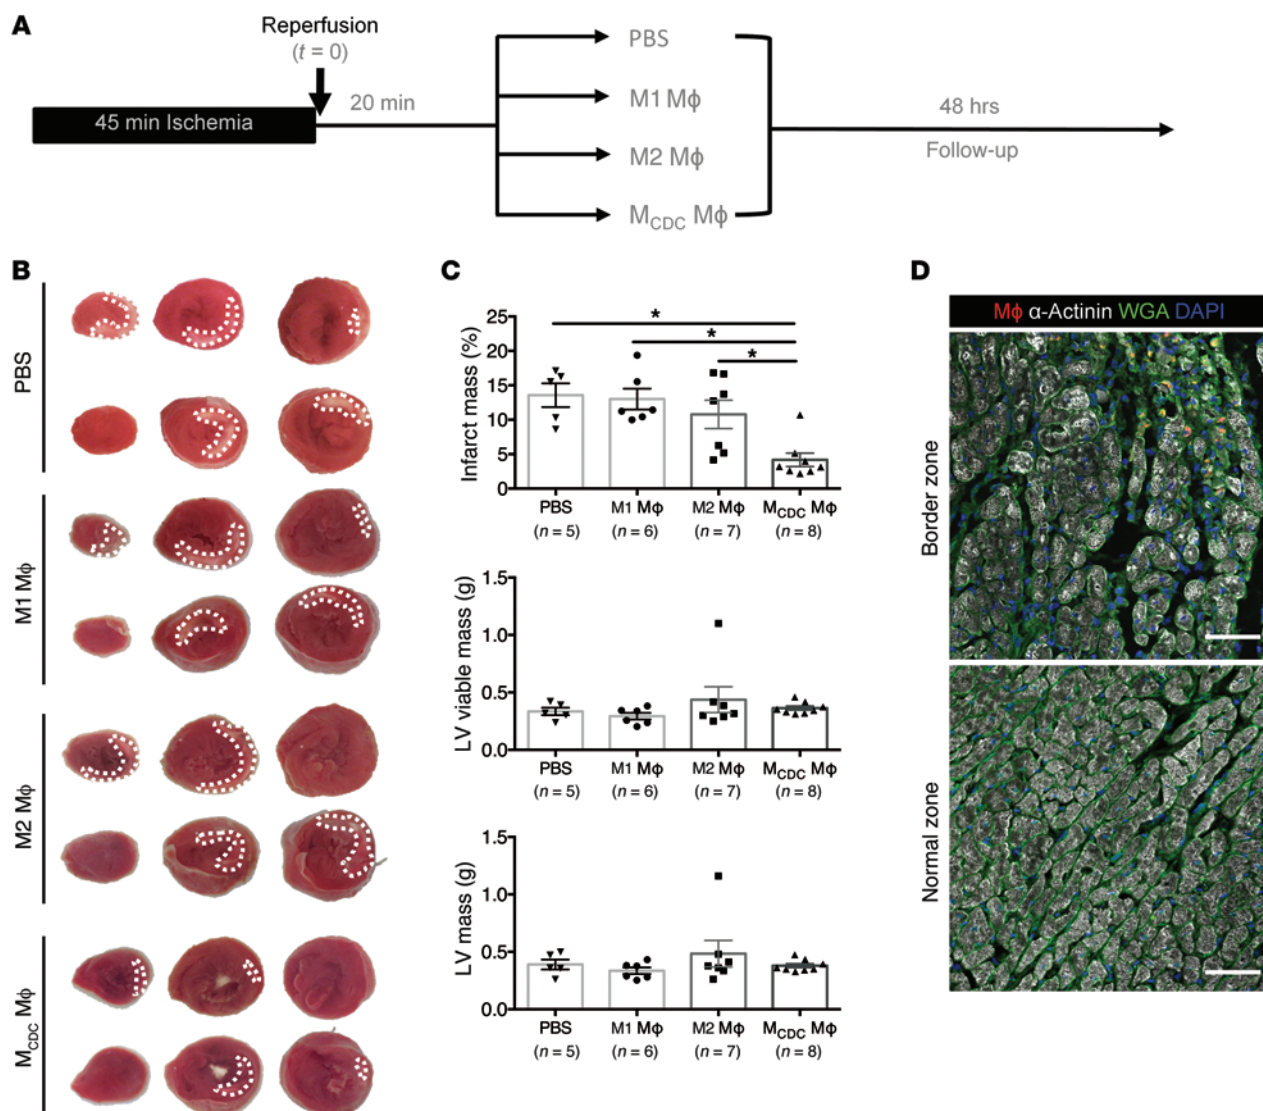 A
Reperfusion
(t = 0)
45 min Ischemia
20 min
PBS
M1 Mϕ
M2 Mϕ
MCDC Mϕ
48 hrs
Follow-up
B
PBS
M1 Mϕ
M2 Mϕ
MCDC Mϕ
C
Infarct mass (%)
25
20
15
10
5
0
*
*
*
PBS M1 Mϕ M2 Mϕ MCDC Mϕ
(n = 5) (n = 6) (n = 7) (n = 8)
LV viable mass (g)
1.5
1.0
0.5
0.0
PBS M1 Mϕ M2 Mϕ MCDC Mϕ
(n = 5) (n = 6) (n = 7) (n = 8)
LV mass (g)
1.5
1.0
0.5
0.0
PBS M1 Mϕ M2 Mϕ MCDC Mϕ
(n = 5) (n = 6) (n = 7) (n = 8)
D
Mϕ α-Actinin WGA DAPI
Border zone
Normal zone